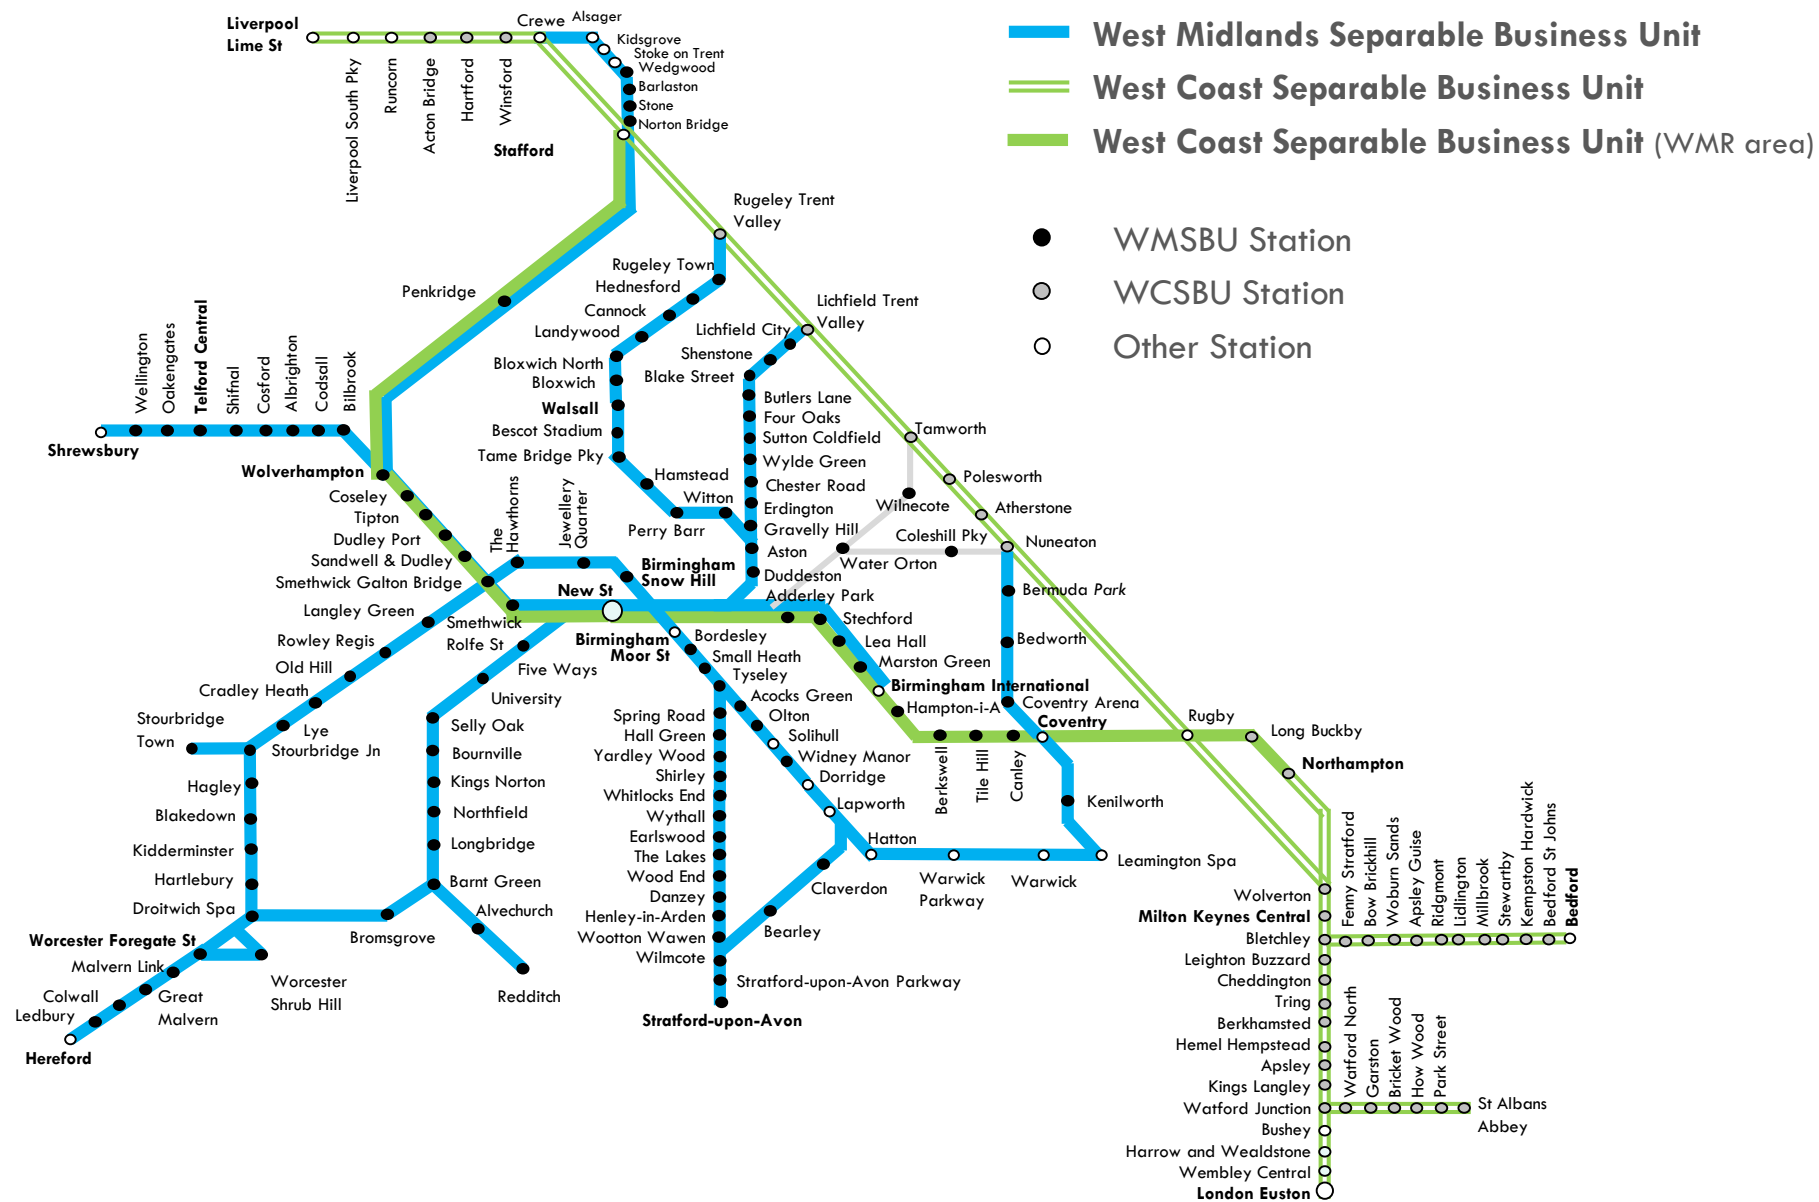 Liverpool
Lime St
Crewe
Alsager
Kidsgrove
Stoke on Trent
Wedgwood
Barlaston
Stone
Norton Bridge
Liverpool South Pky
Runcorn
Acton Bridge
Hartford
Winsford
Stafford
West Midlands Separable Business Unit
West Coast Separable Business Unit
West Coast Separable Business Unit (WMR area)
WMSBU Station
WCSBU Station
Other Station
Rugeley Trent
Valley
Rugeley Town
Hednesford
Cannock
Landywood
Bloxwich North
Bloxwich
Walsall
Bescot Stadium
Tame Bridge Pky
Hamstead
Perry Barr
Witton
Penkridge
Lichfield Trent
Valley
Lichfield City
Shenstone
Blake Street
Butlers Lane
Four Oaks
Sutton Coldfield
Wylde Green
Chester Road
Erdington
Gravelly Hill
Aston
Duddeston
Wellington
Oakengates
Telford Central
Shifnal
Cosford
Albrighton
Codsall
Bilbrook
Shrewsbury
Wolverhampton
Coseley
Tipton
Dudley Port
Sandwell & Dudley
Smethwick Galton Bridge
Langley Green
Rowley Regis
Old Hill
Cradley Heath
Lye
Stourbridge
Town
Stourbridge Jn
Hagley
Blakedown
Kidderminster
Hartlebury
Droitwich Spa
Worcester Foregate St
Malvern Link
Great
Malvern
Colwall
Ledbury
Hereford
Worcester
Shrub Hill
The
Hawthorns
Jewellery
Quarter
Birmingham
Snow Hill
New St
Smethwick
Rolfe St
Birmingham
Moor St
Five Ways
University
Selly Oak
Bournville
Kings Norton
Northfield
Longbridge
Barnt Green
Bromsgrove
Alvechurch
Redditch
Tamworth
Polesworth
Wilnecote
Atherstone
Coleshill Pky
Water Orton
Nuneaton
Bermuda Park
Bedworth
Coventry Arena
Coventry
Adderley Park
Stechford
Lea Hall
Marston Green
Birmingham International
Hampton-i-A
Berkswell
Tile Hill
Canley
Kenilworth
Leamington Spa
Bordesley
Small Heath
Tyseley
Acocks Green
Olton
Solihull
Widney Manor
Dorridge
Lapworth
Hatton
Warwick
Parkway
Warwick
Claverdon
Bearley
Spring Road
Hall Green
Yardley Wood
Shirley
Whitlocks End
Wythall
Earlswood
The Lakes
Wood End
Danzey
Henley-in-Arden
Wootton Wawen
Wilmcote
Stratford-upon-Avon Parkway
Stratford-upon-Avon
Rugby
Long Buckby
Northampton
Wolverton
Milton Keynes Central
Bletchley
Leighton Buzzard
Cheddington
Tring
Berkhamsted
Hemel Hempstead
Apsley
Kings Langley
Watford Junction
Bushey
Harrow and Wealdstone
Wembley Central
London Euston
Fenny Stratford
Bow Brickhill
Woburn Sands
Apsley Guise
Ridgmont
Lidlington
Millbrook
Stewartby
Kempston Hardwick
Bedford St Johns
Bedford
Watford North
Garston
Bricket Wood
How Wood
Park Street
St Albans
Abbey